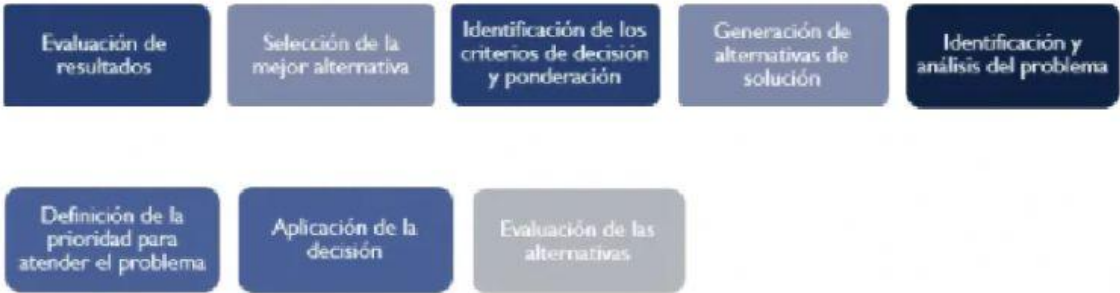 Evaluación de
resultados
Selección de la
mejor alternativa
Identificación de los
criterios de decisión
y ponderación
Generación de
alternativas de
solución
Identificación y
análisis del problema
Definición de la
prioridad para
atender el problema
Aplicación de la
decisión
Evaluación de las
alternativas